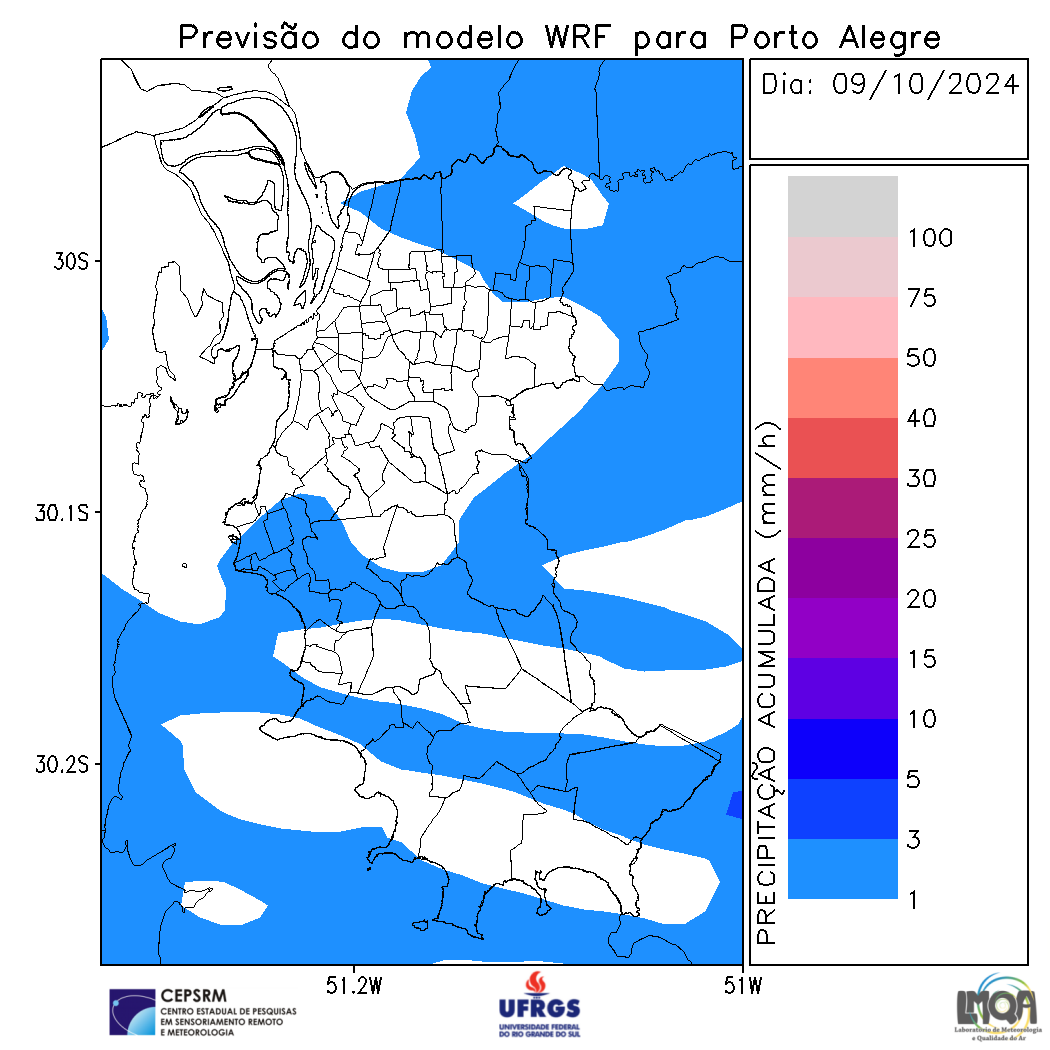 Previsão do modelo WRF para Porto Alegre
Dia: 09/10/2024
30S
30.1S
30.2S
51.2W
51W
PRECIPITAÇÃO ACUMULADA (mm/h)
100
75
50
40
30
25
20
15
10
5
3
1
CEPSRM
CENTRO ESTADUAL DE PESQUISAS
EM SENSORIAMENTO REMOTO
E METEOROLOGIA
UFRGS
UNIVERSIDADE FEDERAL
DO RIO GRANDE DO SUL
LMQA
Laboratório de Meteorologia
e Qualidade do Ar